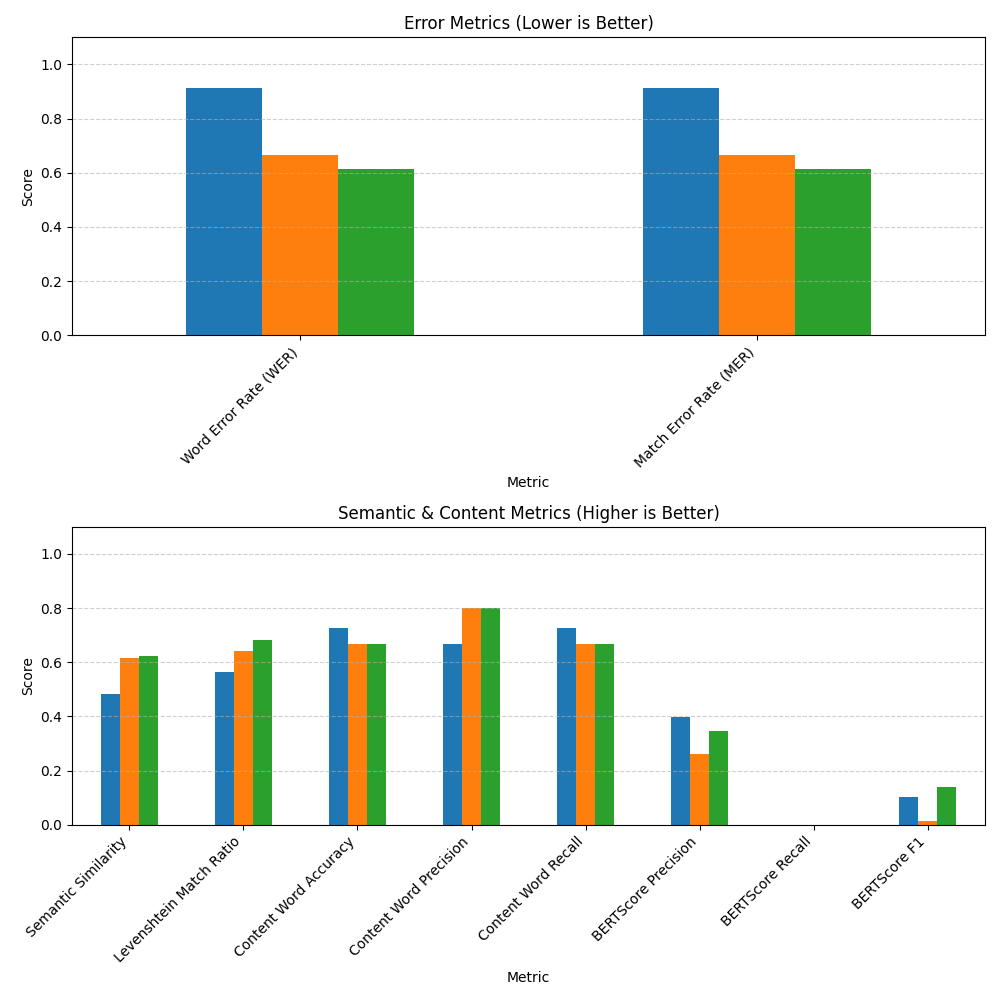 Error Metrics (Lower is Better)
1.0
0.8
0.6
0.4
0.2
0.0
Score
Word Error Rate (WER)
Match Error Rate (MER)
Metric
Semantic & Content Metrics (Higher is Better)
1.0
0.8
0.6
0.4
0.2
0.0
Score
Semantic Similarity
Levenshtein Match Ratio
Content Word Accuracy
Content Word Precision
Content Word Recall
BERTScore Precision
BERTScore Recall
BERTScore F1
Metric